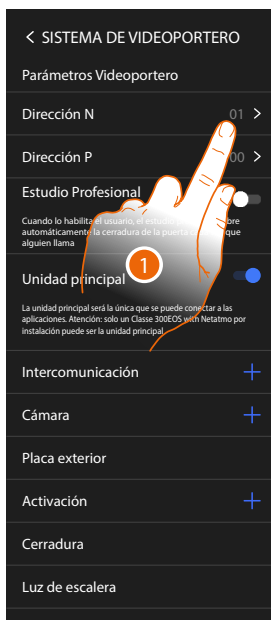 < SISTEMA DE VIDEOPORTERO
Parámetros Videoportero
Dirección N 01 >
Dirección P 00 >
Estudio Profesional
Cuando lo habilita el usuario, el estudio bre
automáticamente la cerradura de la puerta que
alguien llama
1
Unidad principal
La unidad principal será la única que se puede conectar a las
aplicaciones. Atención: solo un Classe 300EOS with Netatmo por
instalación puede ser la unidad principal
Intercomunicación +
Cámara +
Placa exterior
Activación +
Cerradura
Luz de escalera